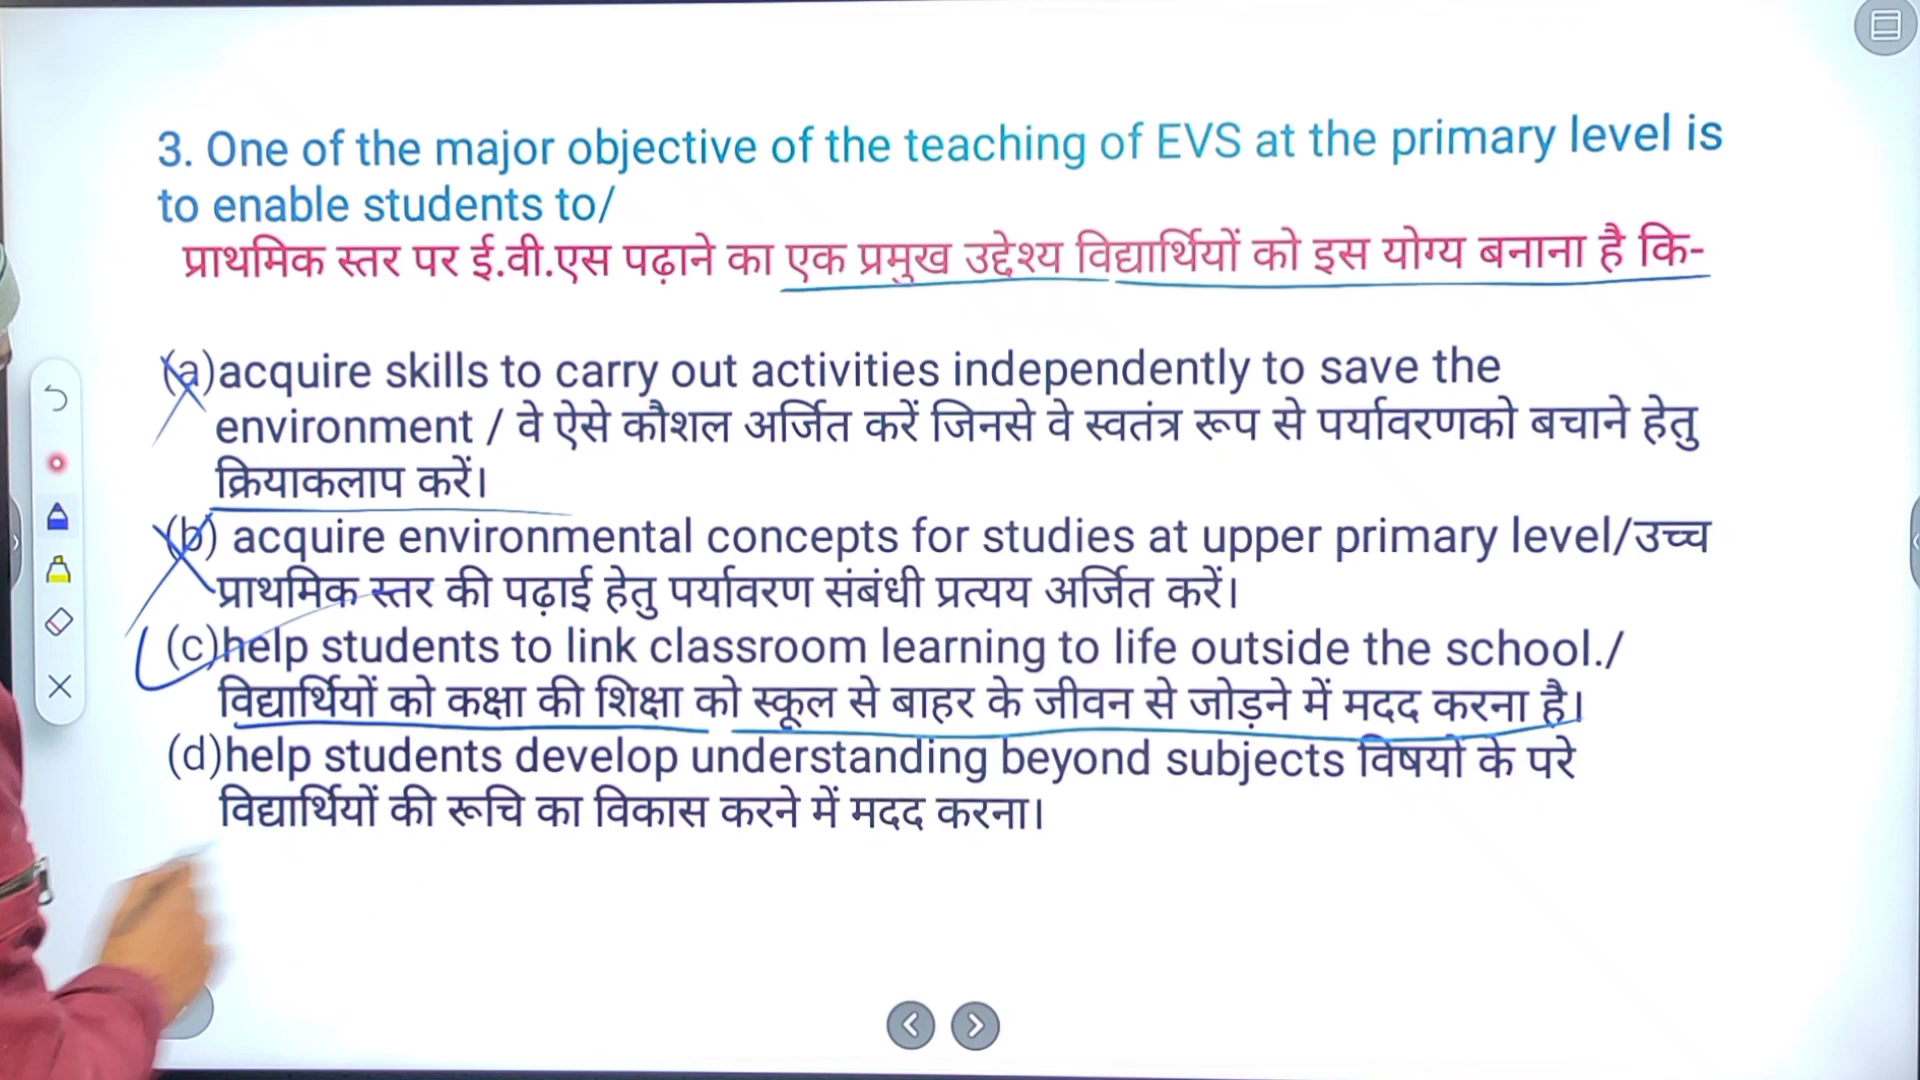 3. One of the major objective of the teaching of EVS at the primary level is
to enable students to/
प्राथमिक स्तर पर ई.वी.एस पढ़ाने का एक प्रमुख उद्देश्य विद्यार्थियों को इस योग्य बनाना है कि-
(a)acquire skills to carry out activities independently to save the
environment / वे ऐसे कौशल अर्जित करें जिनसे वे स्वतंत्र रूप से पर्यावरणको बचाने हेतु
क्रियाकलाप करें।
(b) acquire environmental concepts for studies at upper primary level/उच्च
प्राथमिक स्तर की पढ़ाई हेतु पर्यावरण संबंधी प्रत्यय अर्जित करें।
(c)help students to link classroom learning to life outside the school./
विद्यार्थियों को कक्षा की शिक्षा को स्कूल से बाहर के जीवन से जोड़ने में मदद करना है।
(d)help students develop understanding beyond subjects विषयों के परे
विद्यार्थियों की रूचि का विकास करने में मदद करना।